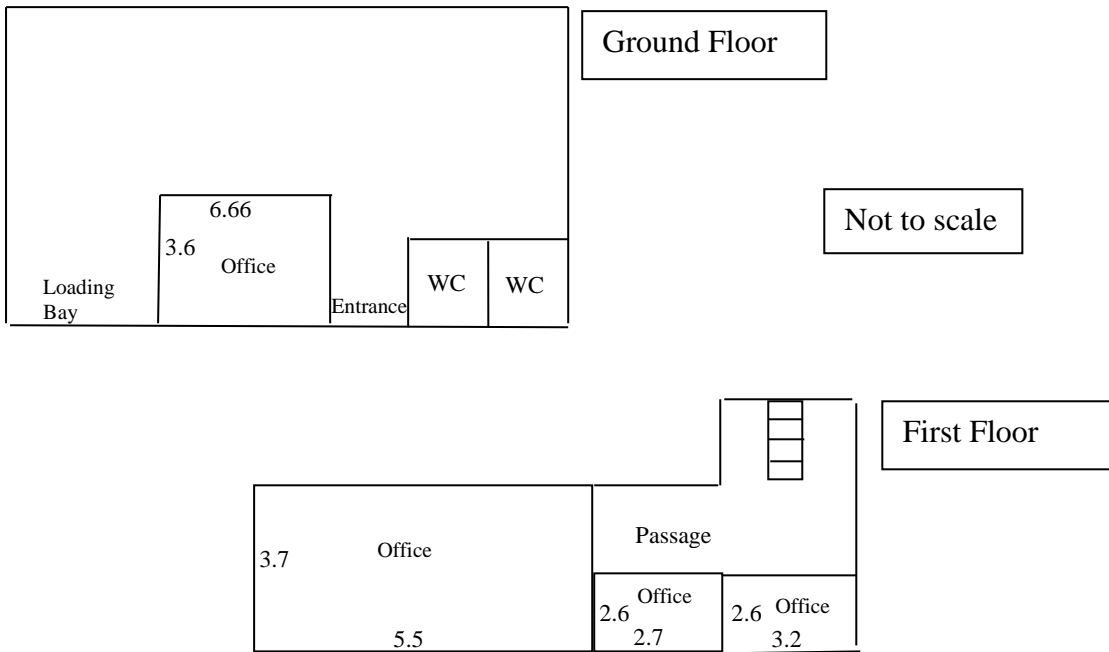 Ground Floor
6.66
3.6
Office
Not to scale
WC
WC
Loading
Bay
Entrance
First Floor
Passage
Office
3.7
Office
2.6
2.6
Office
5.5
2.7
3.2